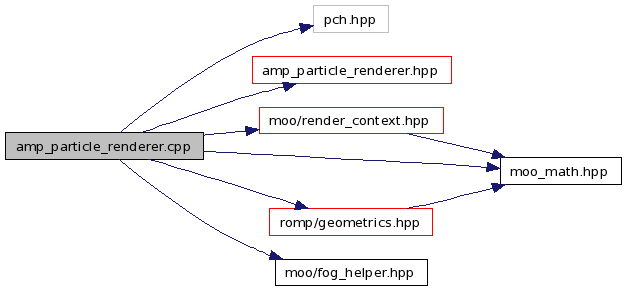 pch.hpp
amp_particle_renderer.hpp
moo/render_context.hpp
amp_particle_renderer.cpp
moo_math.hpp
romp/geometrics.hpp
moo/fog_helper.hpp